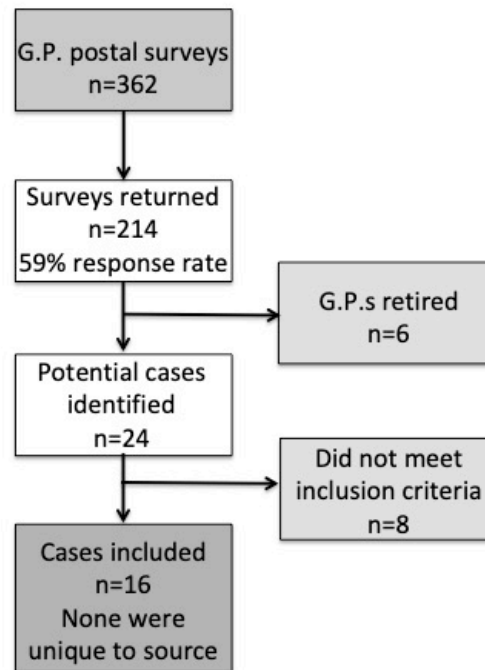 G.P. postal surveys
n=362
Surveys returned
n=214
59% response rate
G.P.s retired
n=6
Potential cases
identified
n=24
Did not meet
inclusion criteria
n=8
Cases included
n=16
None were
unique to source